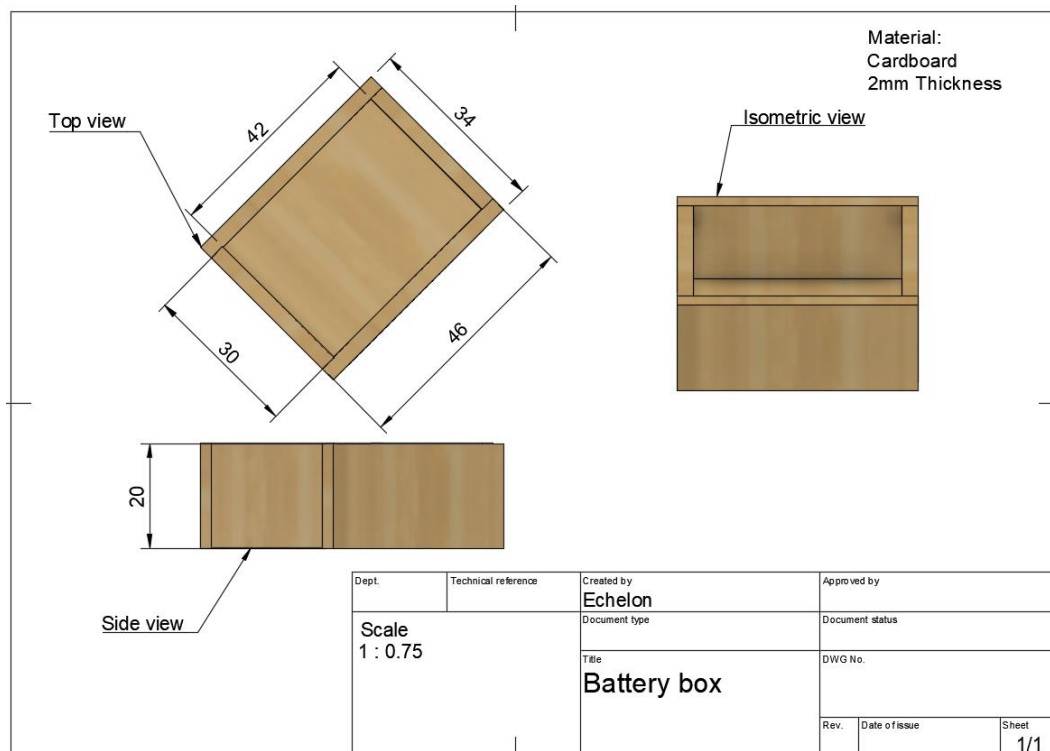 Material:
Cardboard
2mm Thickness
Top view
42
34
Isometric view
30
46
20
Side view
Dept.
Technical reference
Created by
Echelon
Approved by
Scale
1 : 0.75
Document type
Document status
Title
Battery box
DWG No.
Rev.
Date of issue
Sheet
1/1